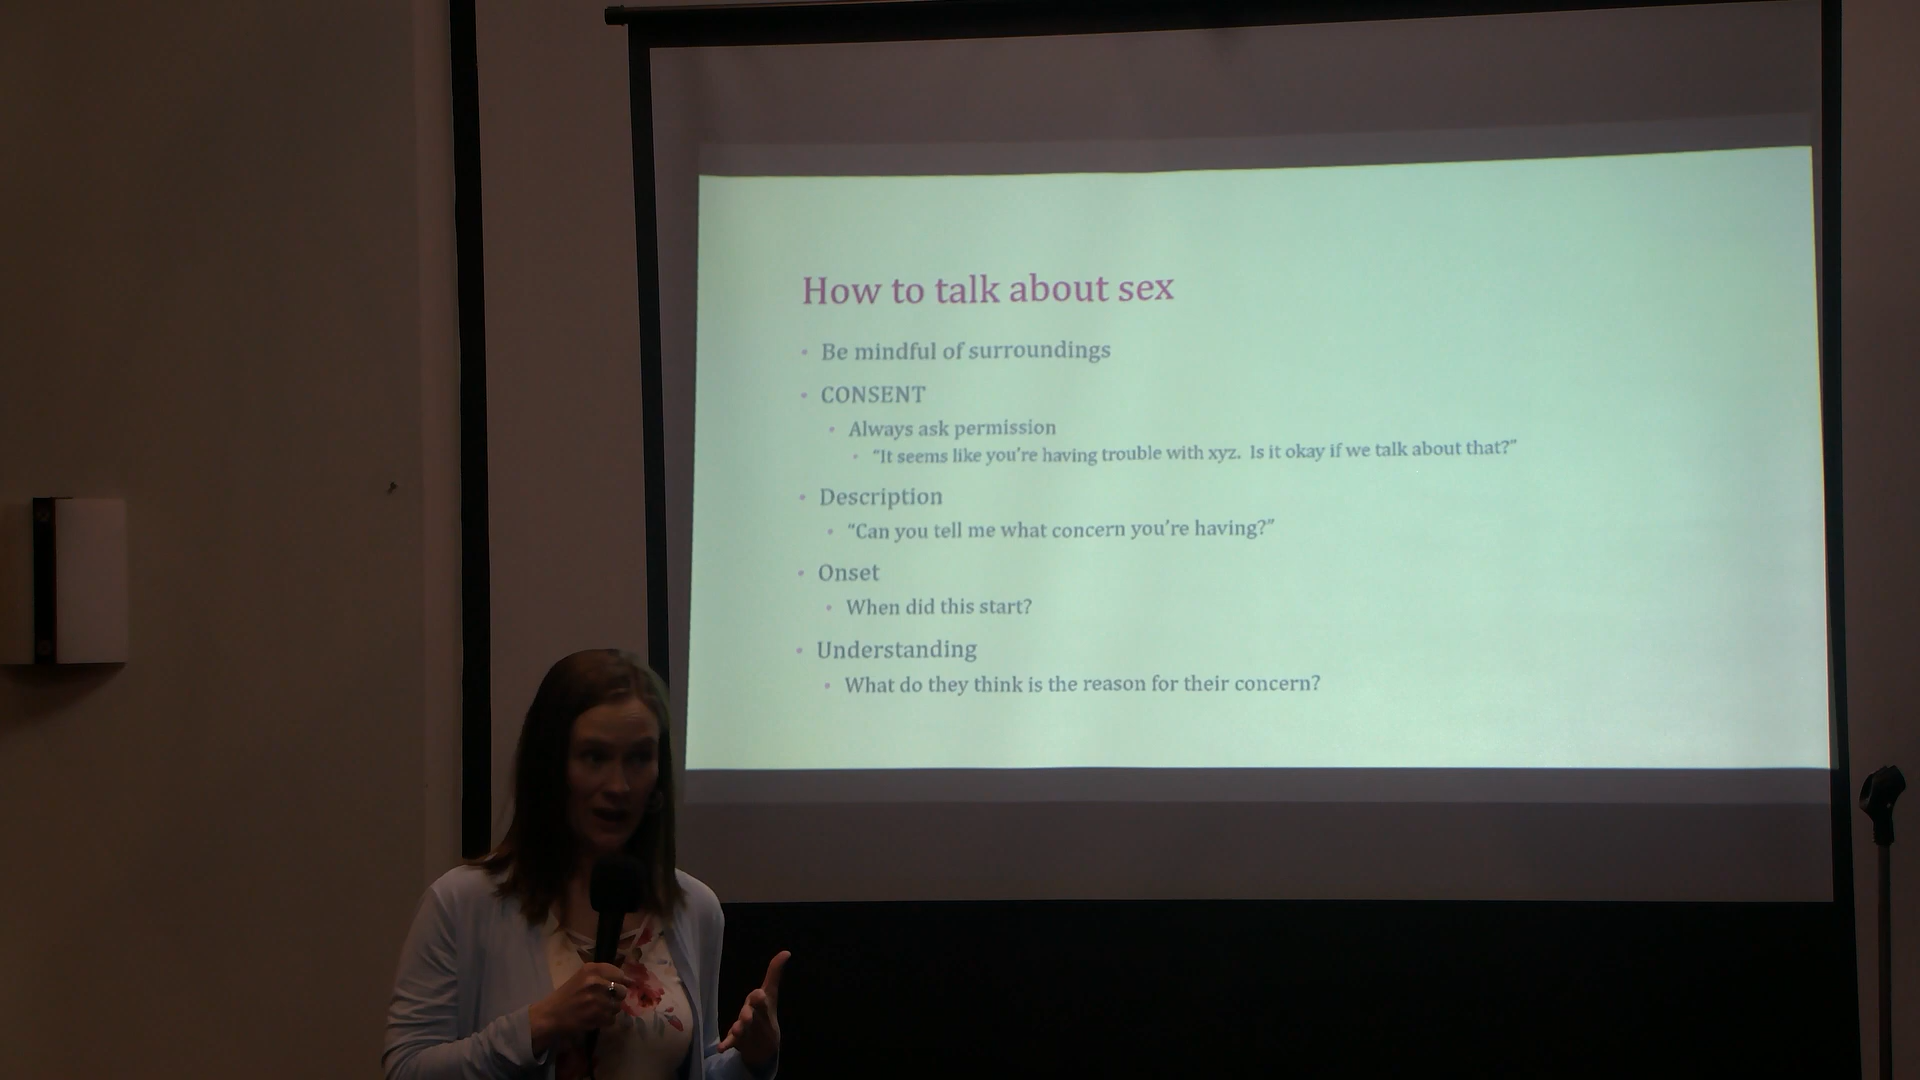 How to talk about sex
• Be mindful of surroundings
• CONSENT
• Always ask permission
• “It seems like you're having trouble with xyz.  Is it okay if we talk about that?”
• Description
• “Can you tell me what concern you're having?”
• Onset
• When did this start?
• Understanding
• What do they think is the reason for their concern?